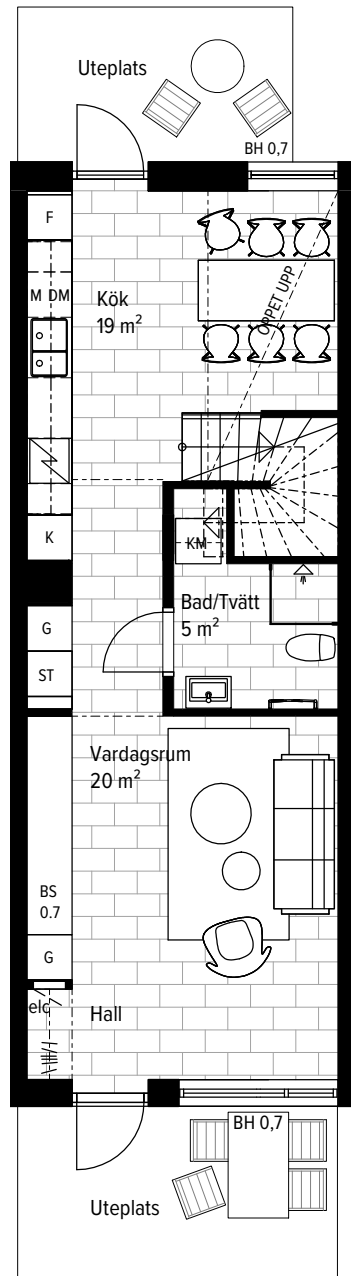 Uteplats
BH 0,7
F
M DM
Kök
19 m²
ÖPPET UPP
K
KM
Bad/Tvätt
5 m²
G
ST
Vardagsrum
20 m²
BS
0.7
G
elc
Hall
BH 0,7
Uteplats